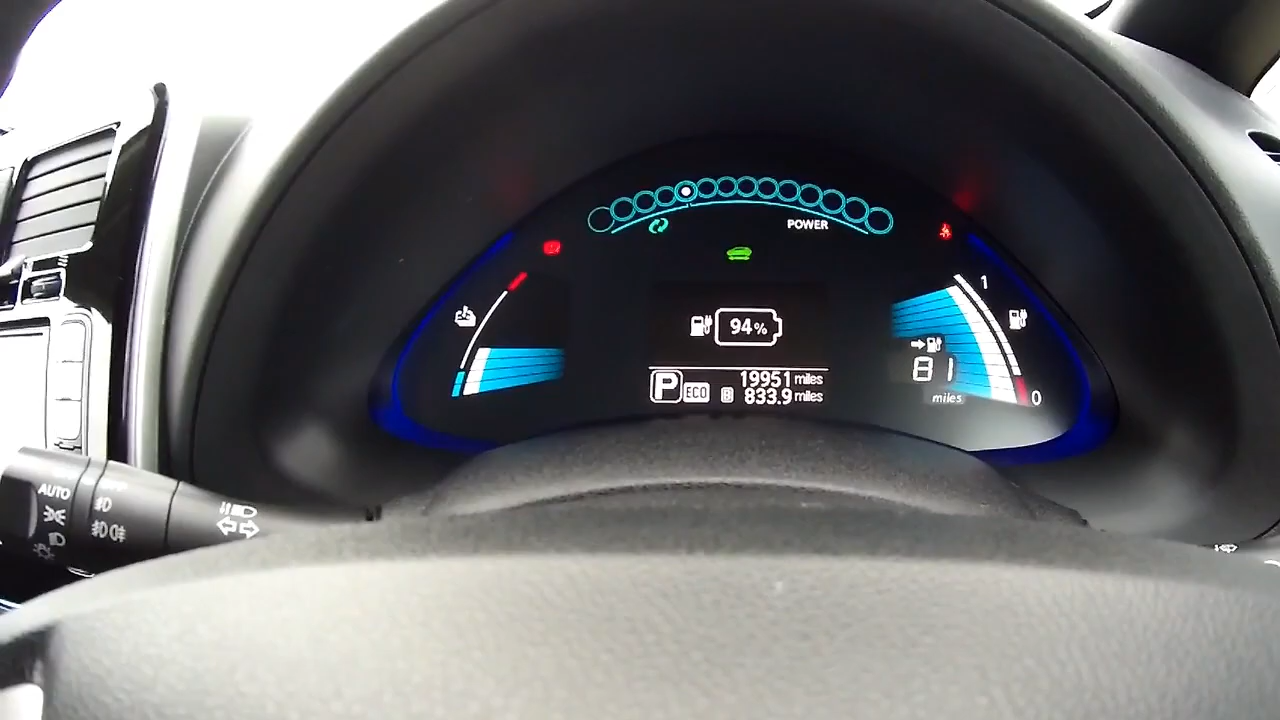 POWER
1
94%
81
miles
0
P ECO 19951 miles
B 833.9 miles
AUTO